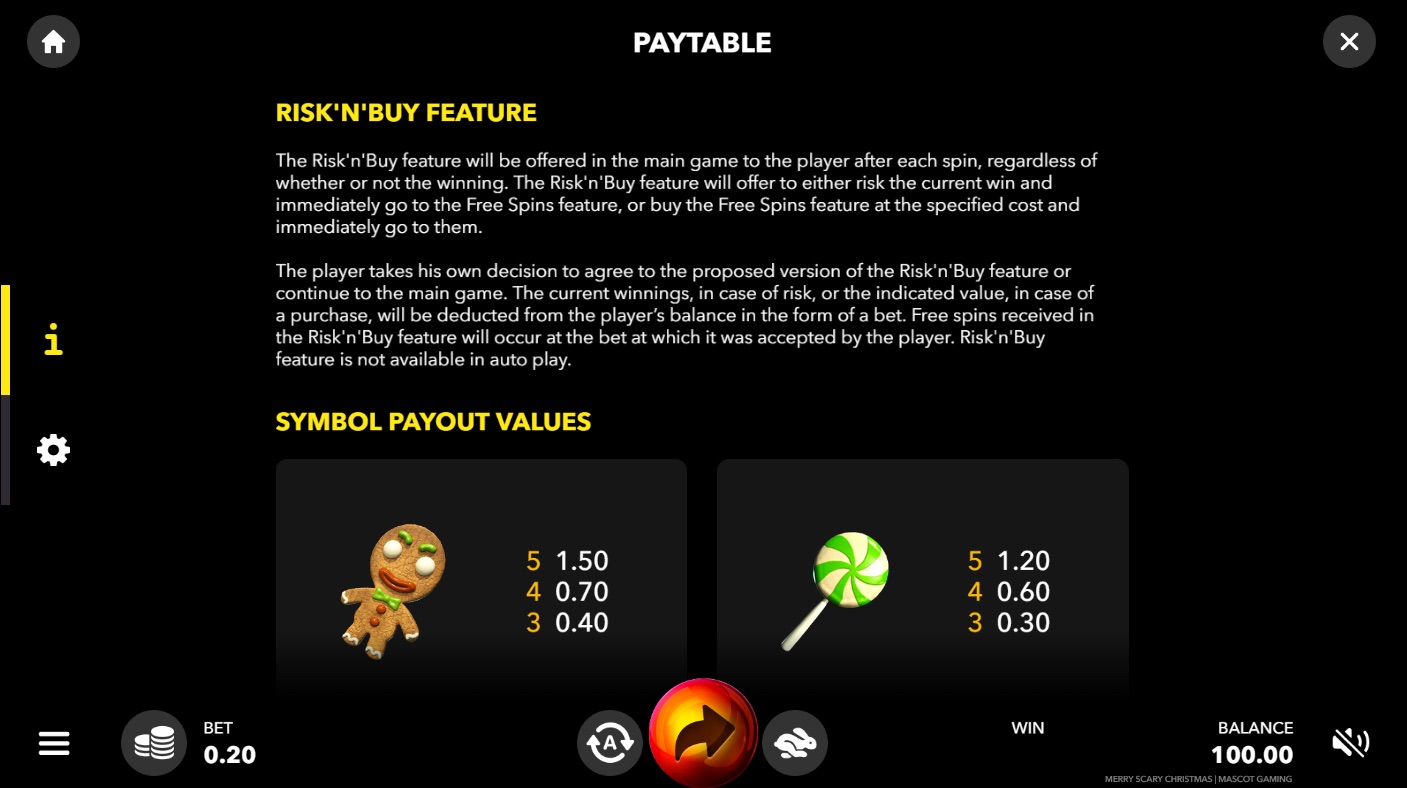 PAYTABLE
RISK'N'BUY FEATURE
The Risk'n'Buy feature will be offered in the main game to the player after each spin, regardless of
whether or not the winning. The Risk'n'Buy feature will offer to either risk the current win and
immediately go to the Free Spins feature, or buy the Free Spins feature at the specified cost and
immediately go to them.
The player takes his own decision to agree to the proposed version of the Risk'n'Buy feature or
continue to the main game. The current winnings, in case of risk, or the indicated value, in case of
a purchase, will be deducted from the player’s balance in the form of a bet. Free spins received in
the Risk'n'Buy feature will occur at the bet at which it was accepted by the player. Risk'n'Buy
feature is not available in auto play.
SYMBOL PAYOUT VALUES
5 1.50
4 0.70
3 0.40
5 1.20
4 0.60
3 0.30
BET
0.20
A
WIN
BALANCE
100.00
MERRY SCARY CHRISTMAS | MASCOT GAMING